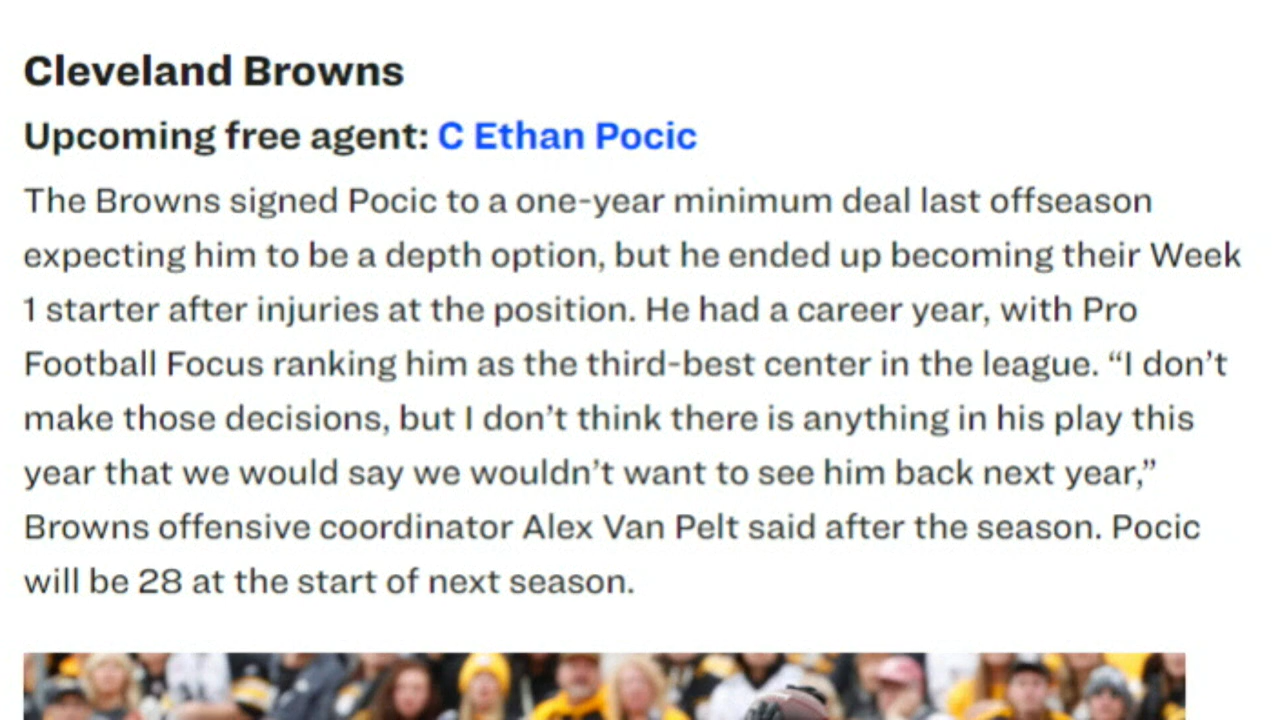 Cleveland Browns
Upcoming free agent: C Ethan Pocic
The Browns signed Pocic to a one-year minimum deal last offseason
expecting him to be a depth option, but he ended up becoming their Week
1 starter after injuries at the position. He had a career year, with Pro
Football Focus ranking him as the third-best center in the league. “I don’t
make those decisions, but I don’t think there is anything in his play this
year that we would say we wouldn’t want to see him back next year,”
Browns offensive coordinator Alex Van Pelt said after the season. Pocic
will be 28 at the start of next season.